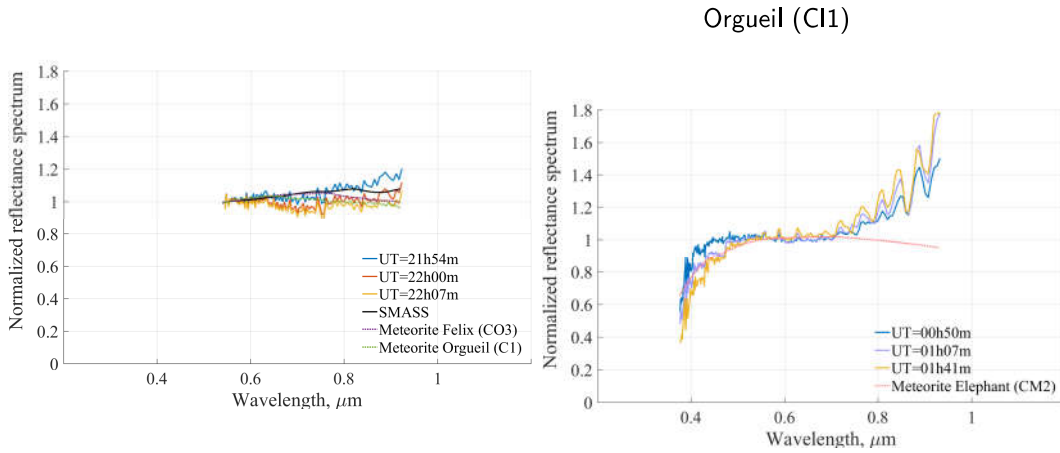 Orgueil (CI1)
Normalized reflectance spectrum
1.8
1.6
1.4
1.2
1
0.8
0.6
0.4
0.2
0
UT=21h54m
UT=22h00m
UT=22h07m
SMASS
Meteorite Felix (CO3)
Meteorite Orgueil (C1)
0.4
0.6
0.8
1
Wavelength, μm
Normalized reflectance spectrum
1.8
1.6
1.4
1.2
1
0.8
0.6
0.4
0.2
0
UT=00h50m
UT=01h07m
UT=01h41m
Meteorite Elephant (CM2)
0.4
0.6
0.8
1
Wavelength, μm